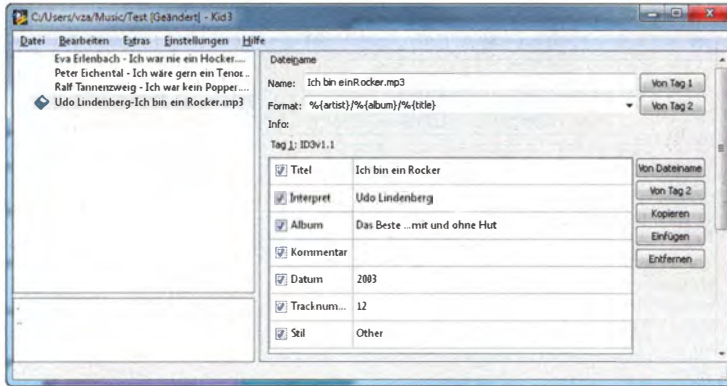 C:/Users/vza/Music/Test [Geändert] - Kid3
Datei Bearbeiten Extras Einstellungen Hilfe
Eva Erlenbach - Ich war nie ein Hocker....
Peter Eichental - Ich wäre gern ein Tenor...
Ralf Tannenzweig - Ich war kein Popper....
Udo Lindenberg-Ich bin ein Rocker.mp3
Dateiname
Name: Ich bin einRocker.mp3 Von Tag 1
Format: %{artist}/%{album}/%{title} Von Tag 2
Info:
Tag 1: ID3v1.1
Titel Ich bin ein Rocker Von Dateiname
Interpret Udo Lindenberg Von Tag 2
Album Das Beste ...mit und ohne Hut Kopieren
Kommentar Einfügen
Datum 2003 Entfernen
Tracknum... 12
Stil Other
.
..